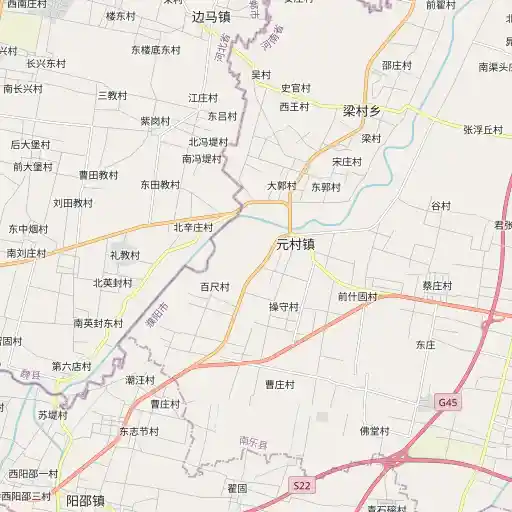 西南庄村
楼东村
边马镇
前翟村
东楼底东村
河北省
河南省
邵庄村
长兴东村
吴村
史官村
南长兴村
三教村
江庄村
西王村
梁村乡
紫岗村
东吕村
张浮丘村
后大堡村
北冯堤村
梁村
南冯堤村
宋庄村
前大堡村
曹田教村
东田教村
大郭村
东郭村
刘田教村
谷村
东中烟村
北辛庄村
元村镇
南刘庄村
礼教村
北英封村
百尺村
蔡庄村
前什固村
操守村
濮阳市
南英封东村
东庄
第六店村
魏县
潮汪村
曹庄村
曹庄村
G45
苏堤村
东志节村
佛堂村
南乐县
西阳邵一村
翟固
S22
西阳邵三村
阳邵镇